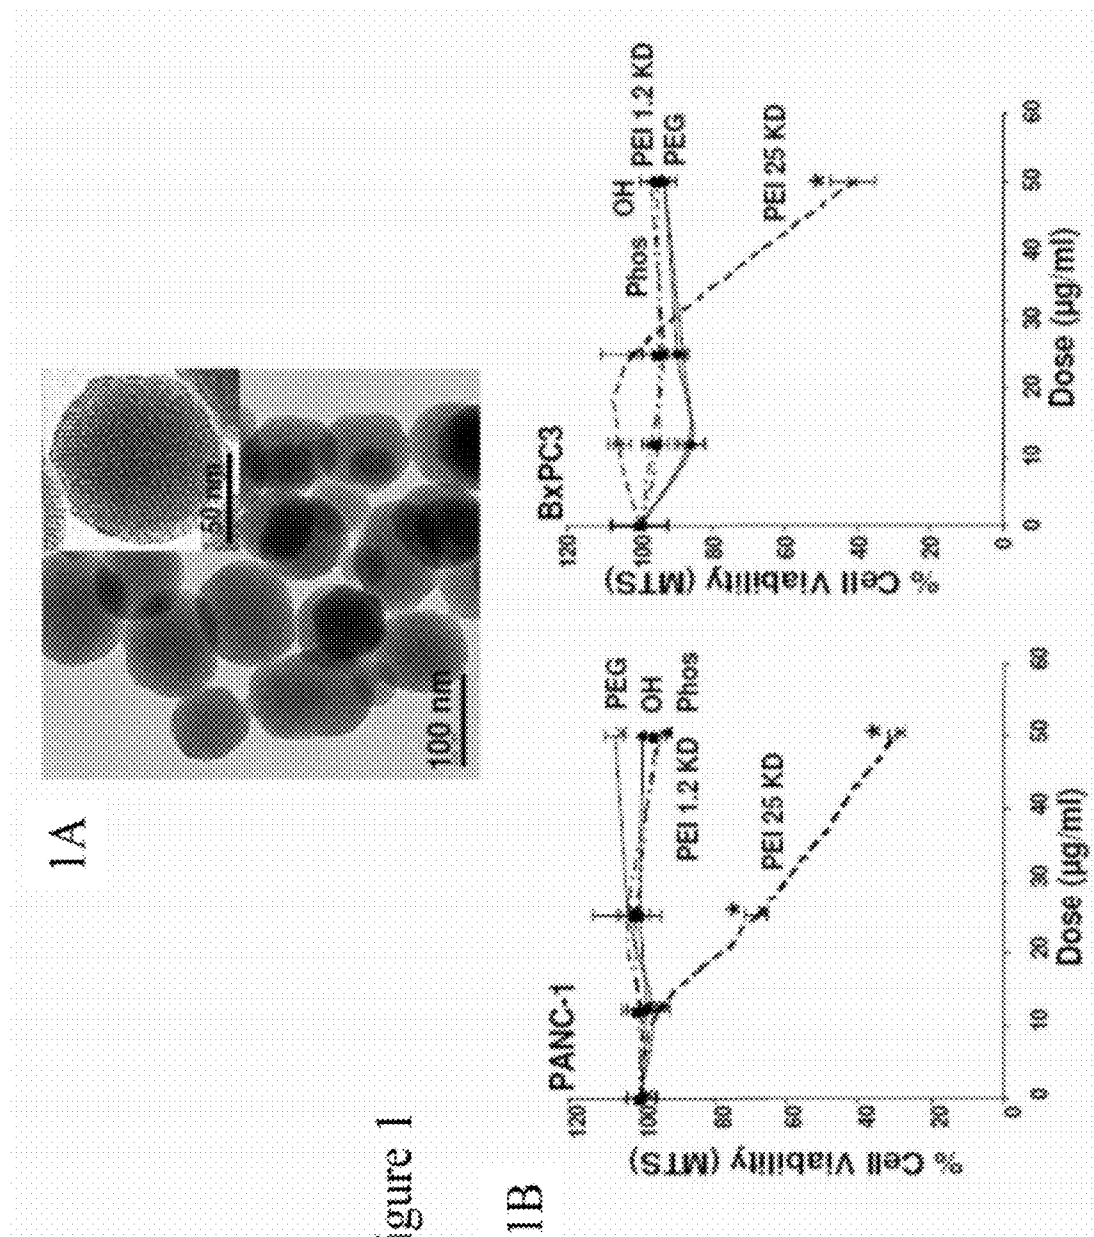 igure 1
1A
50 nm
100 nm
1B
PANC-1
% Cell Viability (MTS)
120
100
80
60
40
20
0
PEG
OH
Phos
PEI 1.2 KD
PEI 25 KD
*
*
0 10 20 30 40 50 60
Dose (µg/ml)
BxPC3
% Cell Viability (MTS)
120
100
80
60
40
20
0
Phos
OH
PEI 1.2 KD
PEG
PEI 25 KD
*
0 10 20 30 40 50 60
Dose (µg/ml)